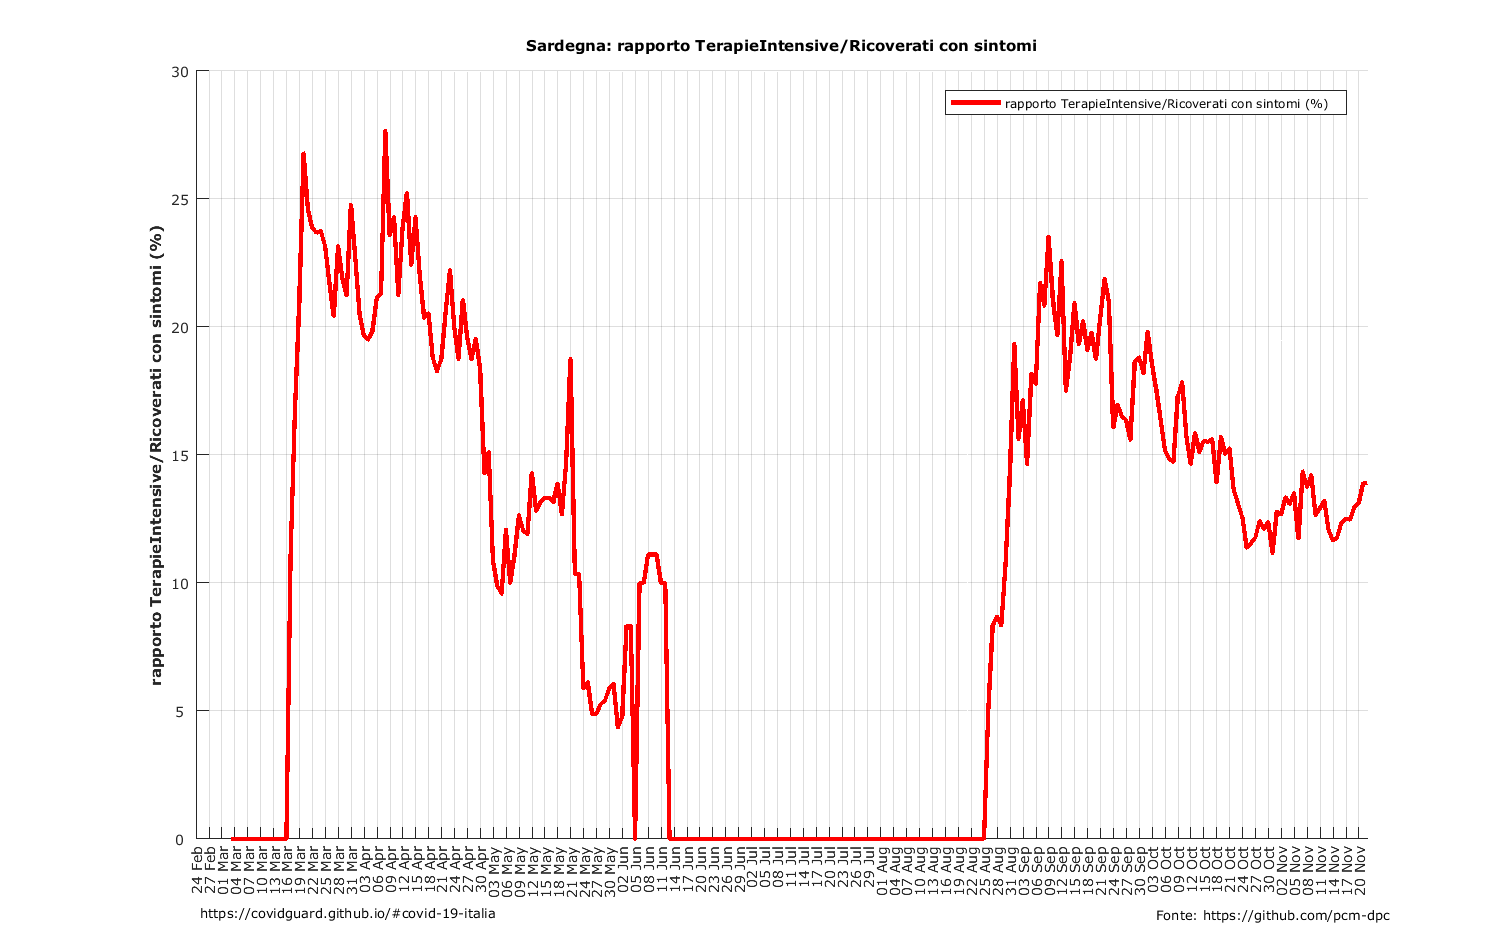 Sardegna: rapporto TerapieIntensive/Ricoverati con sintomi
rapporto TerapieIntensive/Ricoverati con sintomi (%)
rapporto TerapieIntensive/Ricoverati con sintomi (%)
30
25
20
15
10
5
0
24 Feb
27 Feb
01 Mar
04 Mar
07 Mar
10 Mar
13 Mar
16 Mar
19 Mar
22 Mar
25 Mar
28 Mar
31 Mar
03 Apr
06 Apr
09 Apr
12 Apr
15 Apr
18 Apr
21 Apr
24 Apr
27 Apr
30 Apr
03 May
06 May
09 May
12 May
15 May
18 May
21 May
24 May
27 May
30 May
02 Jun
05 Jun
08 Jun
11 Jun
14 Jun
17 Jun
20 Jun
23 Jun
26 Jun
29 Jun
02 Jul
05 Jul
08 Jul
11 Jul
14 Jul
17 Jul
20 Jul
23 Jul
26 Jul
29 Jul
01 Aug
04 Aug
07 Aug
10 Aug
13 Aug
16 Aug
19 Aug
22 Aug
25 Aug
28 Aug
31 Aug
03 Sep
06 Sep
09 Sep
12 Sep
15 Sep
18 Sep
21 Sep
24 Sep
27 Sep
30 Sep
03 Oct
06 Oct
09 Oct
12 Oct
15 Oct
18 Oct
21 Oct
24 Oct
27 Oct
30 Oct
02 Nov
05 Nov
08 Nov
11 Nov
14 Nov
17 Nov
20 Nov
https://covidguard.github.io/#covid-19-italia
Fonte: https://github.com/pcm-dpc